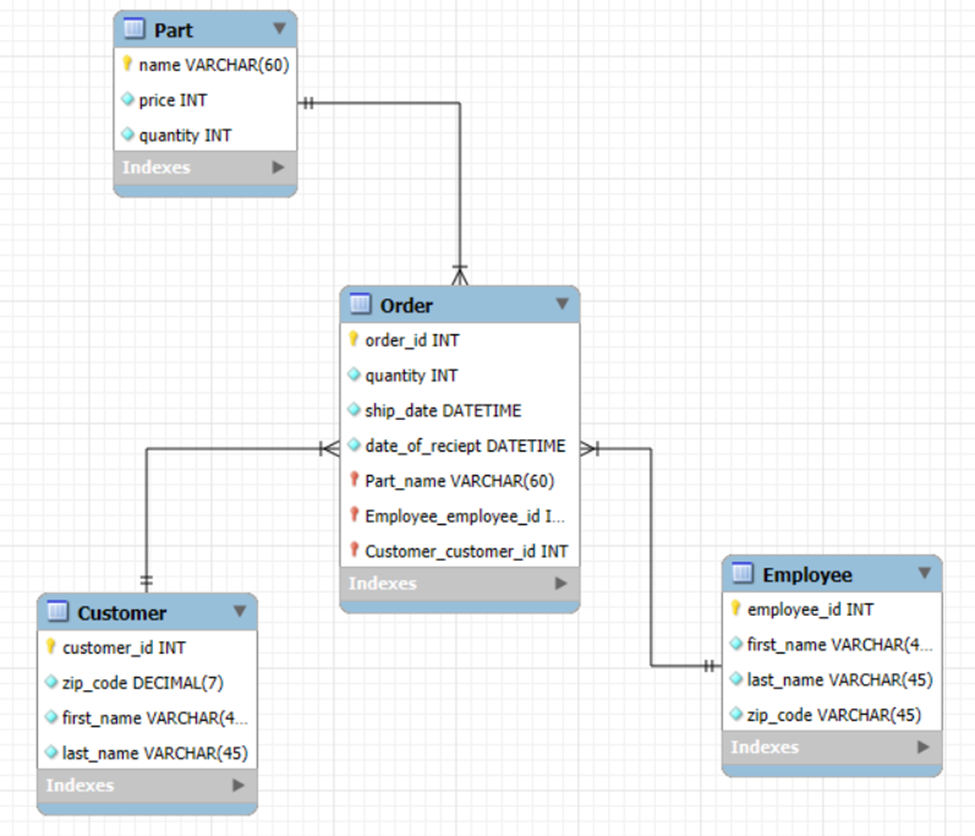 Part
name VARCHAR(60)
price INT
quantity INT
Indexes
Order
order_id INT
quantity INT
ship_date DATETIME
date_of_reciept DATETIME
Part_name VARCHAR(60)
Employee_employee_id I...
Customer_customer_id INT
Indexes
Customer
customer_id INT
zip_code DECIMAL(7)
first_name VARCHAR(4...
last_name VARCHAR(45)
Indexes
Employee
employee_id INT
first_name VARCHAR(4...
last_name VARCHAR(45)
zip_code VARCHAR(45)
Indexes